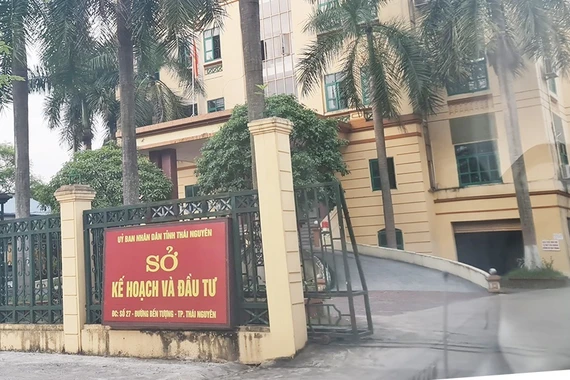 UỶ BAN NHÂN DÂN TỈNH THÁI NGUYÊN
SỞ
KẾ HOẠCH VÀ ĐẦU TƯ
ĐC: SỐ 27 - ĐƯỜNG BẾN TƯỢNG - TP. THÁI NGUYÊN